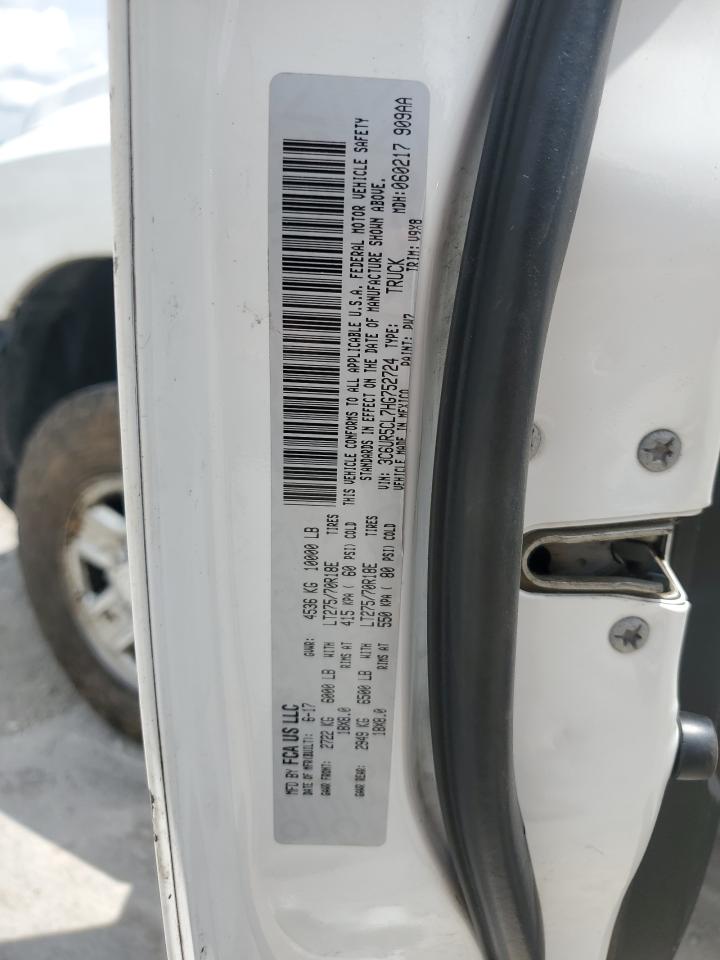 MFD BY FCA US LLC
DATE OF MFR(BUILT): 6-17
GVWR: 4536 KG 10000 LB
GAWR FRONT: 2722 KG 6000 LB WITH LT275/70R18E TIRES
18X8.0 RIMS AT 415 KPA ( 60 PSI) COLD
GAWR REAR: 2949 KG 6500 LB WITH LT275/70R18E TIRES
18X8.0 RIMS AT 550 KPA ( 80 PSI) COLD
THIS VEHICLE CONFORMS TO ALL APPLICABLE U.S.A. FEDERAL MOTOR VEHICLE SAFETY
STANDARDS IN EFFECT ON THE DATE OF MANUFACTURE SHOWN ABOVE.
VIN: 3C6UR5CL7HG752724 TYPE: TRUCK MDH:060217 909AA
VEHICLE MADE IN MEXICO PAINT: PW7 TRIM: V9X8